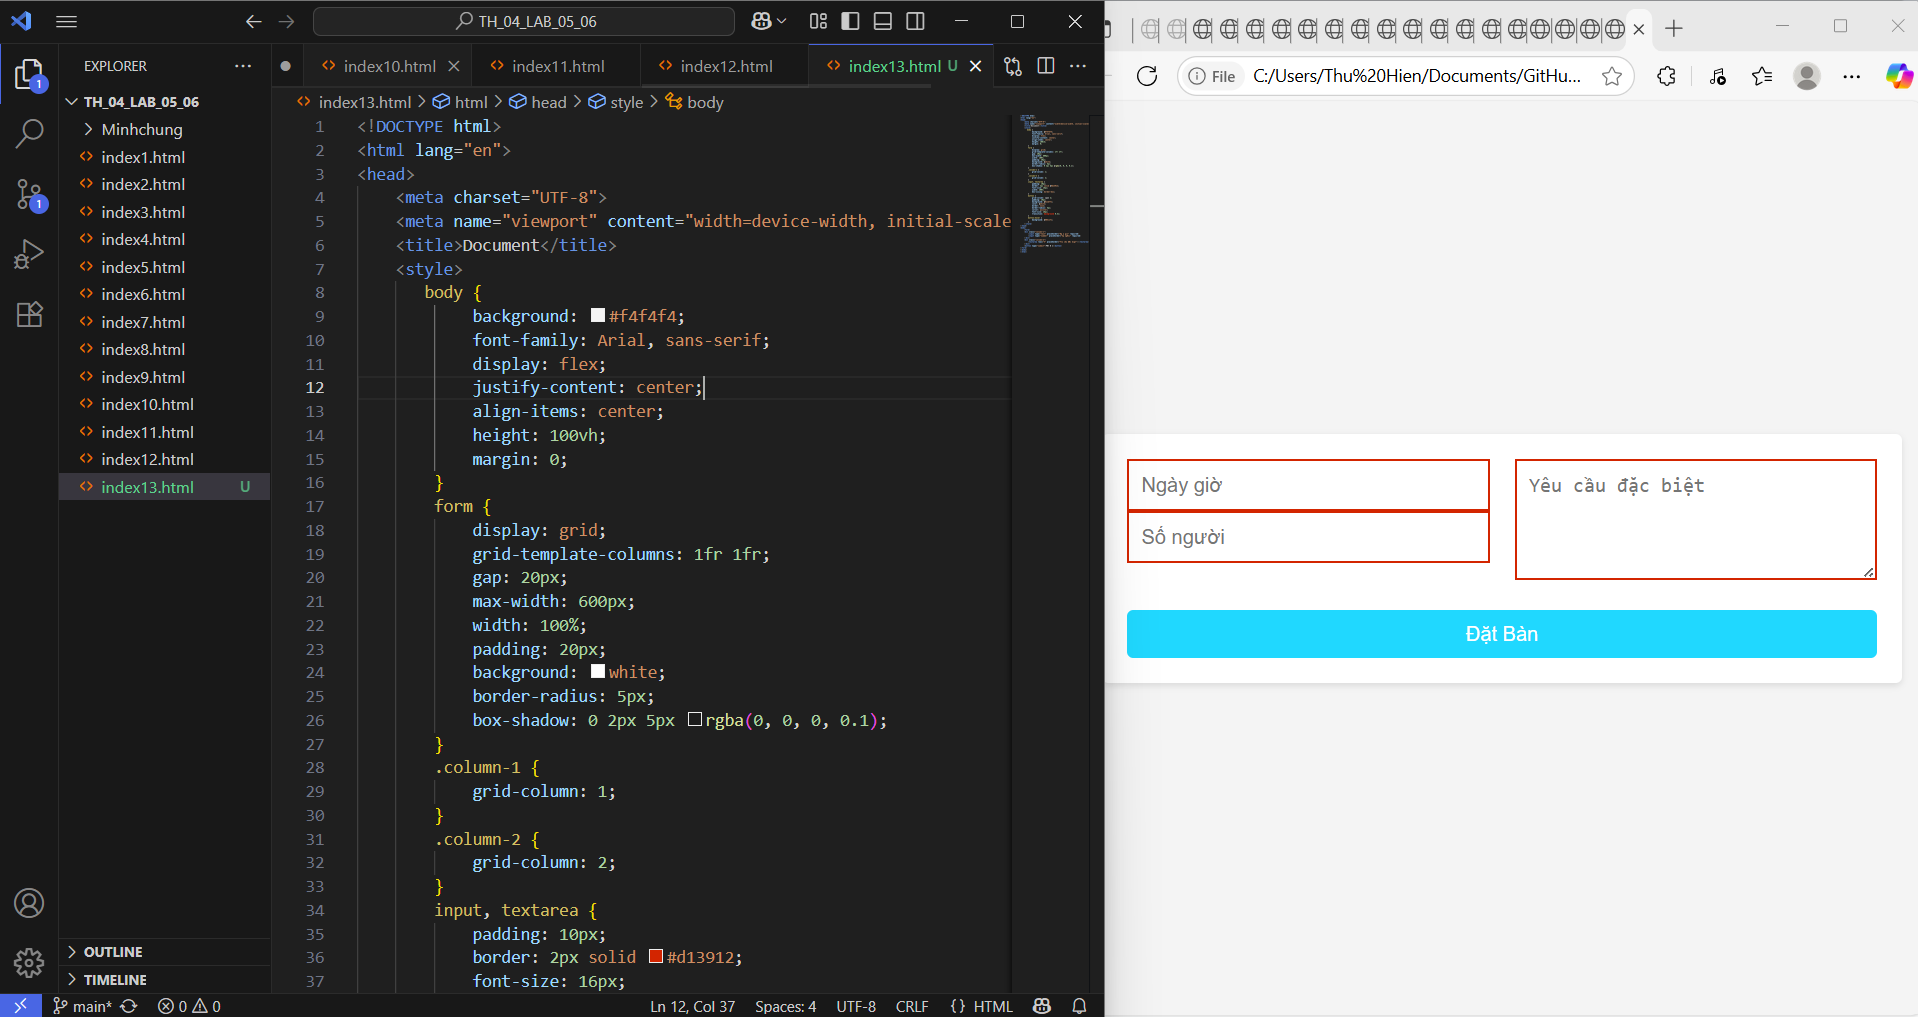 TH_04_LAB_05_06
EXPLORER
TH_04_LAB_05_06
Minhchung
index1.html
index2.html
index3.html
index4.html
index5.html
index6.html
index7.html
index8.html
index9.html
index10.html
index11.html
index12.html
index13.html U
OUTLINE
TIMELINE
index10.html index11.html index12.html index13.html U
index13.html > html > head > style > body
1 <!DOCTYPE html>
2 <html lang="en">
3 <head>
4 <meta charset="UTF-8">
5 <meta name="viewport" content="width=device-width, initial-scale
6 <title>Document</title>
7 <style>
8 body {
9 background: #f4f4f4;
10 font-family: Arial, sans-serif;
11 display: flex;
12 justify-content: center;
13 align-items: center;
14 height: 100vh;
15 margin: 0;
16 }
17 form {
18 display: grid;
19 grid-template-columns: 1fr 1fr;
20 gap: 20px;
21 max-width: 600px;
22 width: 100%;
23 padding: 20px;
24 background: white;
25 border-radius: 5px;
26 box-shadow: 0 2px 5px rgba(0, 0, 0, 0.1);
27 }
28 .column-1 {
29 grid-column: 1;
30 }
31 .column-2 {
32 grid-column: 2;
33 }
34 input, textarea {
35 padding: 10px;
36 border: 2px solid #d13912;
37 font-size: 16px;
1
1
main* 0 0 Ln 12, Col 37 Spaces: 4 UTF-8 CRLF {} HTML
File C:/Users/Thu%20Hien/Documents/GitHu...
Ngày giờ
Số người
Yêu cầu đặc biệt
Đặt Bàn